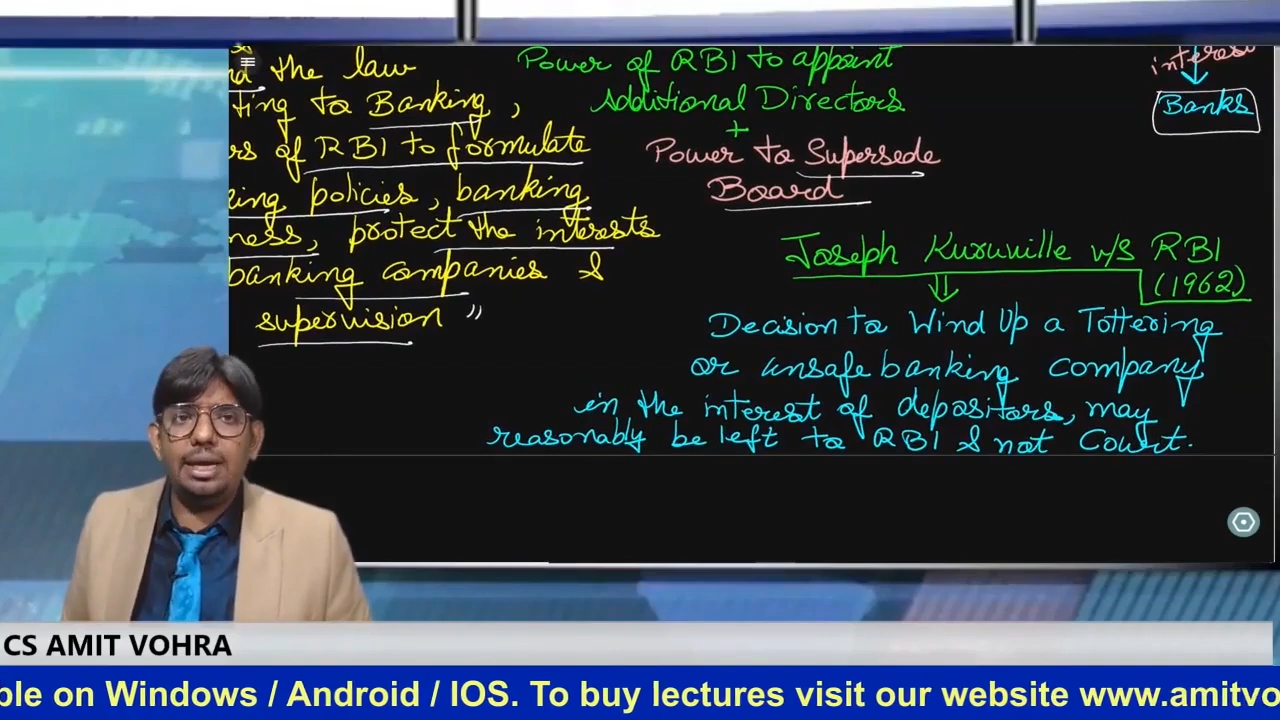 the law
ting to Banking,
rs of RBI to formulate
ing policies, banking
ness, protect the interests
banking companies &
supervision "
Power of RBI to appoint
Additional Directors
+
Power to Supersede
Board
interest
Banks
Joseph Kuruville v/s RBI
(1962)
Decision to Wind Up a Tottering
or unsafe banking company
in the interest of depositors, may
reasonably be left to RBI & not Court.
CS AMIT VOHRA
ble on Windows / Android / IOS. To buy lectures visit our website www.amitvo